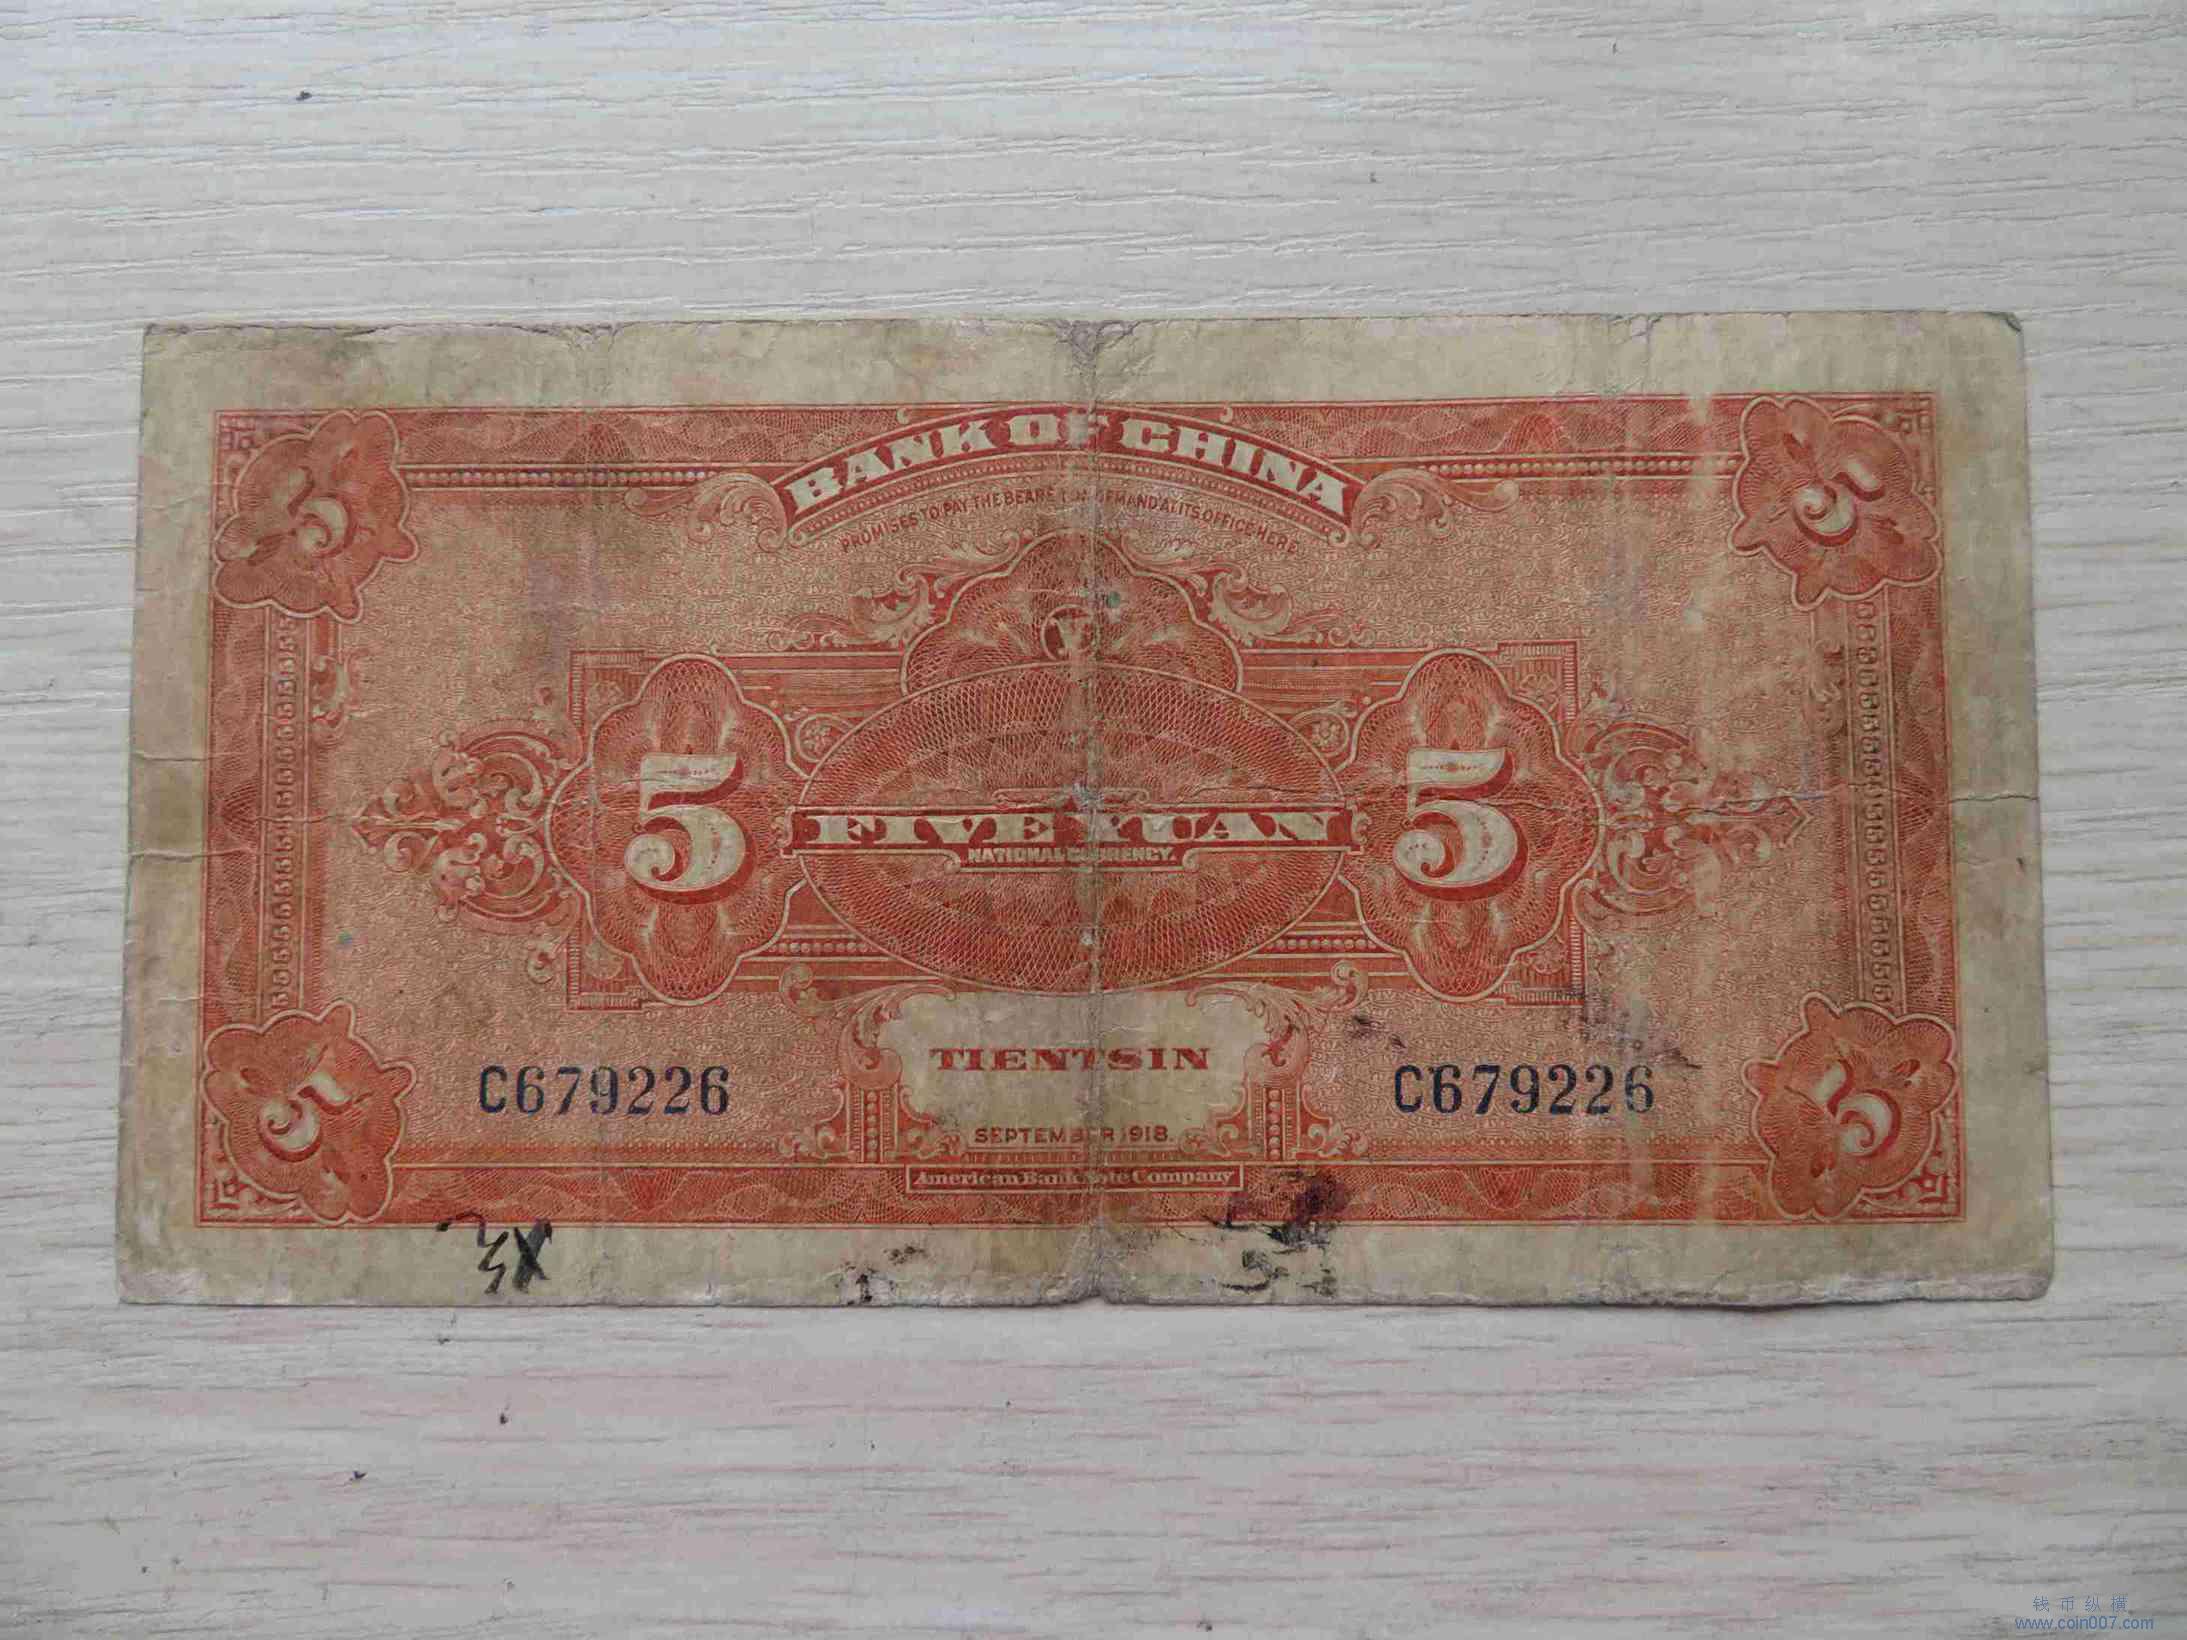 BANK OF CHINA
PROMISES TO PAY THE BEARER ON DEMAND AT ITS OFFICE HERE
5 5
V
5 5
FIVE YUAN
NATIONAL CURRENCY.
TIENTSIN
C679226 C679226
SEPTEMBER 1918.
5 5
American Bank Note Company
钱币纵横
www.coin007.com